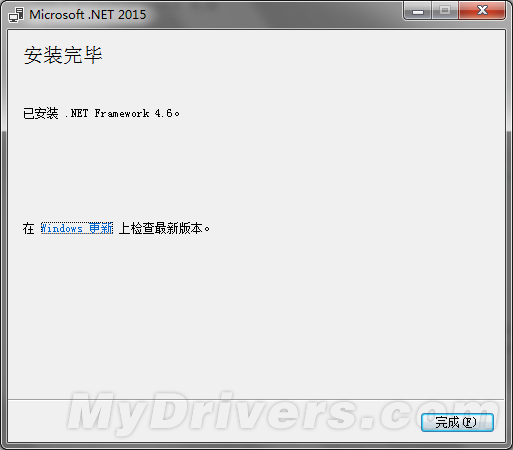 Microsoft .NET 2015
安装完毕
已安装 .NET Framework 4.6。
在 Windows 更新 上检查最新版本。
MyDrivers.com
完成(F)